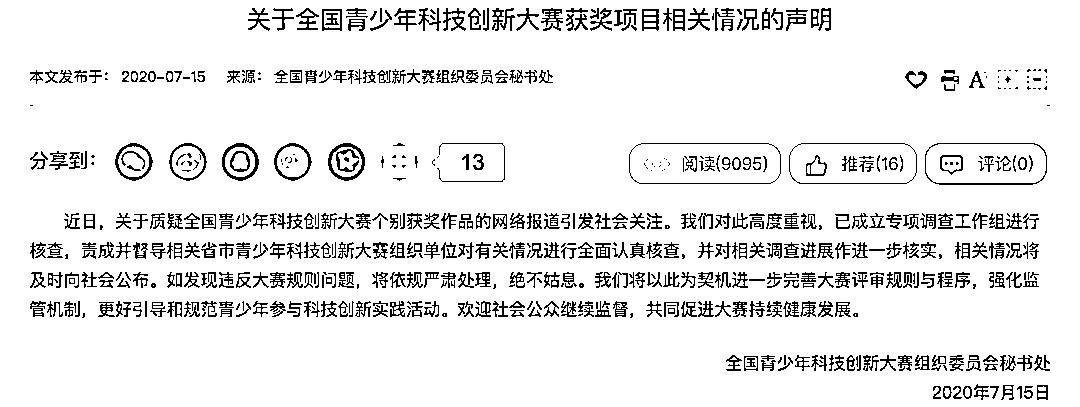 关于全国青少年科技创新大赛获奖项目相关情况的声明
本文发布于： 2020-07-15 来源： 全国青少年科技创新大赛组织委员会秘书处
A
分享到： 13 阅读(9095) 推荐(16) 评论(0)
近日，关于质疑全国青少年科技创新大赛个别获奖作品的网络报道引发社会关注。我们对此高度重视，已成立专项调查工作组进行
核查，责成并督导相关省市青少年科技创新大赛组织单位对有关情况进行全面认真核查，并对相关调查进展作进一步核实，相关情况将
及时向社会公布。如发现违反大赛规则问题，将依规严肃处理，绝不姑息。我们将以此为契机进一步完善大赛评审规则与程序，强化监
管机制，更好引导和规范青少年参与科技创新实践活动。欢迎社会公众继续监督，共同促进大赛持续健康发展。
全国青少年科技创新大赛组织委员会秘书处
2020年7月15日